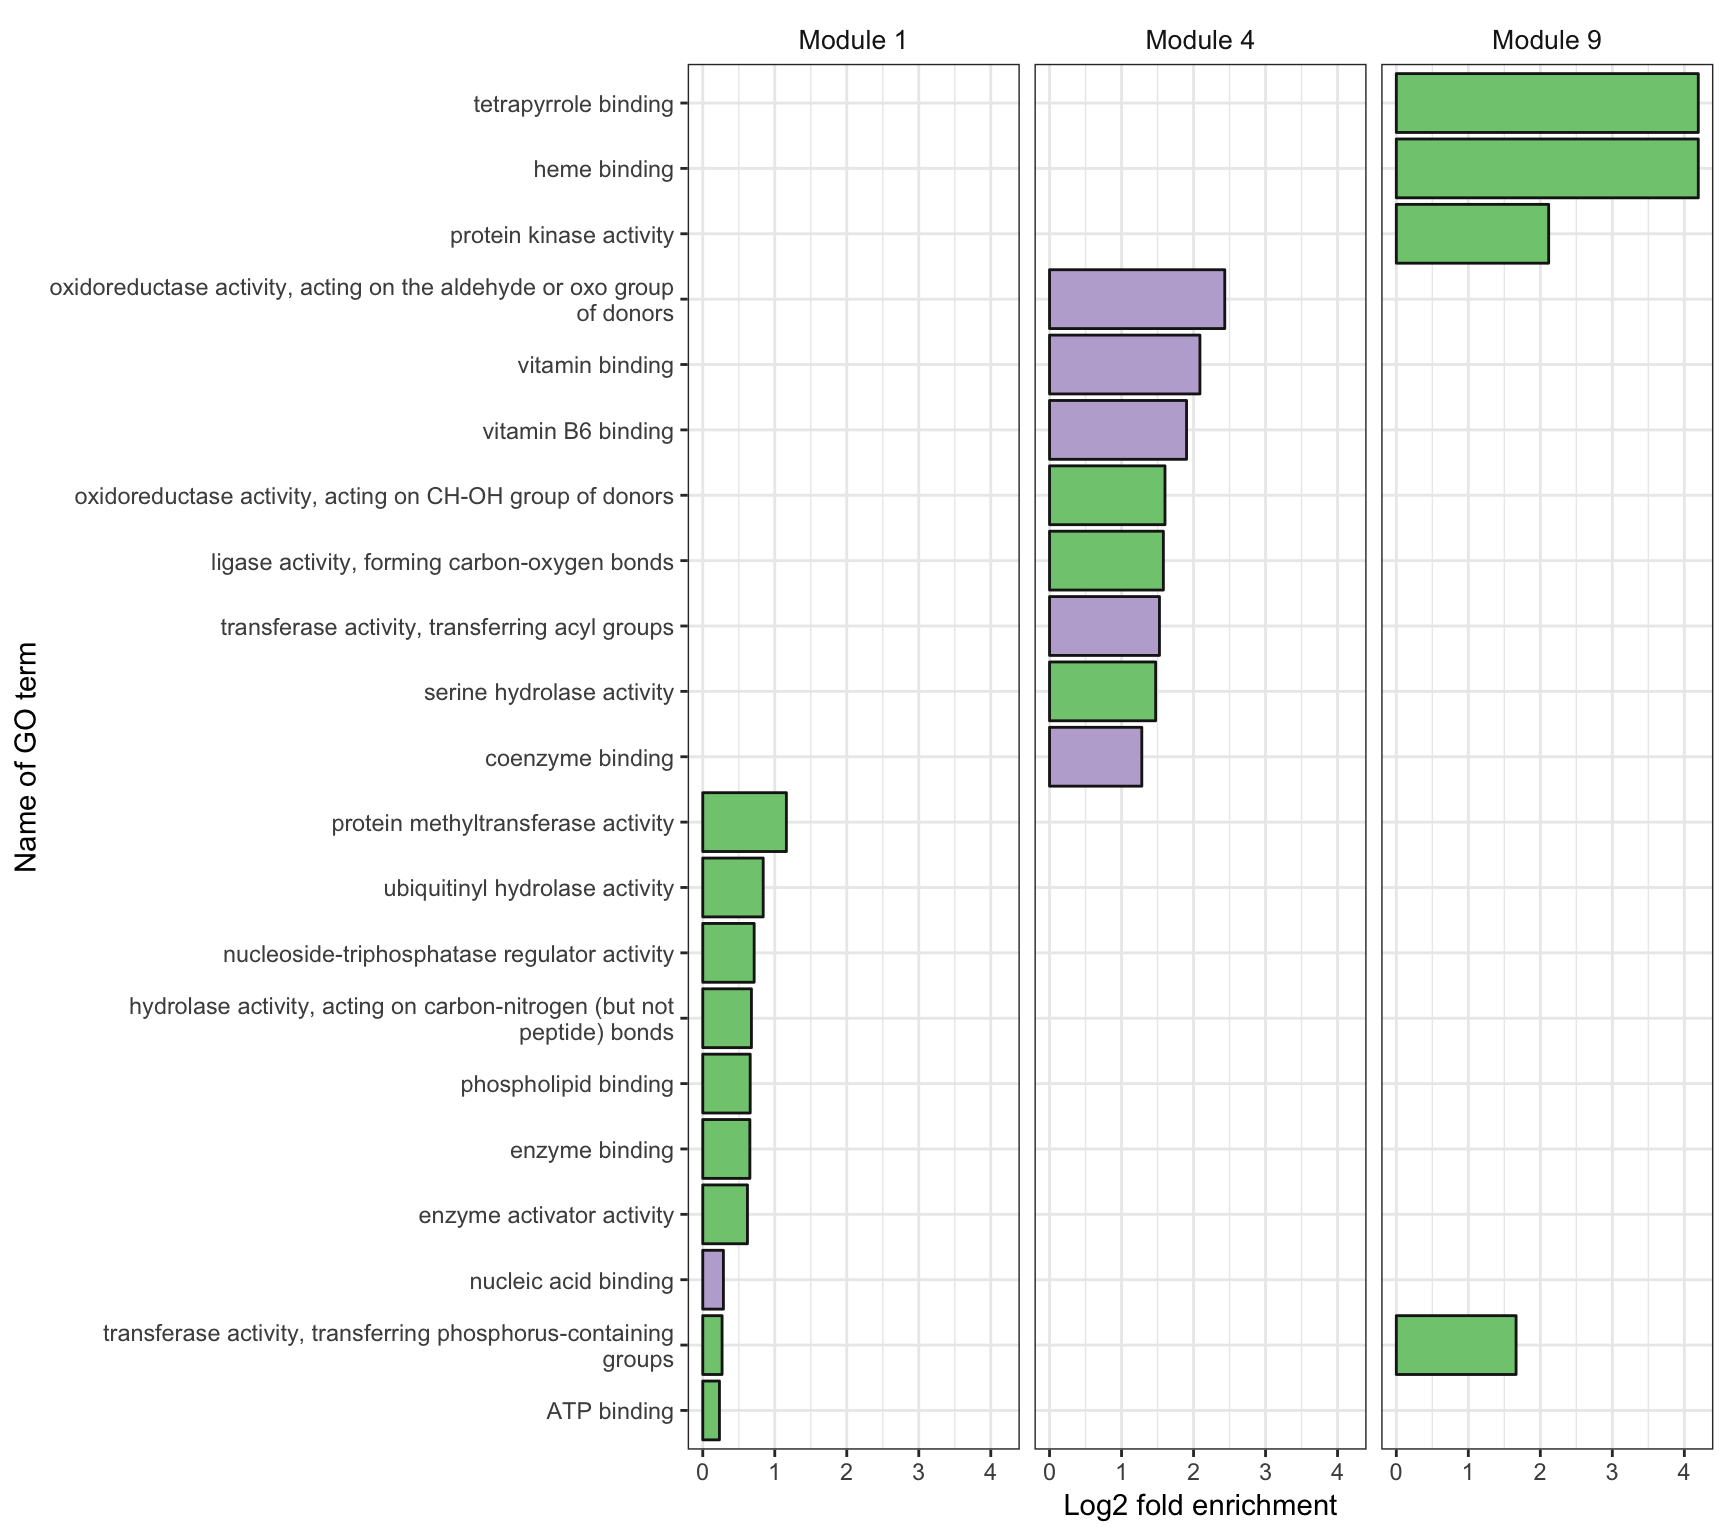 Module 1
Module 4
Module 9
tetrapyrrole binding
heme binding
protein kinase activity
oxidoreductase activity, acting on the aldehyde or oxo group
of donors
vitamin binding
vitamin B6 binding
oxidoreductase activity, acting on CH-OH group of donors
ligase activity, forming carbon-oxygen bonds
transferase activity, transferring acyl groups
serine hydrolase activity
coenzyme binding
protein methyltransferase activity
ubiquitinyl hydrolase activity
nucleoside-triphosphatase regulator activity
hydrolase activity, acting on carbon-nitrogen (but not
peptide) bonds
phospholipid binding
enzyme binding
enzyme activator activity
nucleic acid binding
transferase activity, transferring phosphorus-containing
groups
ATP binding
Name of GO term
0 1 2 3 4
0 1 2 3 4
0 1 2 3 4
Log2 fold enrichment